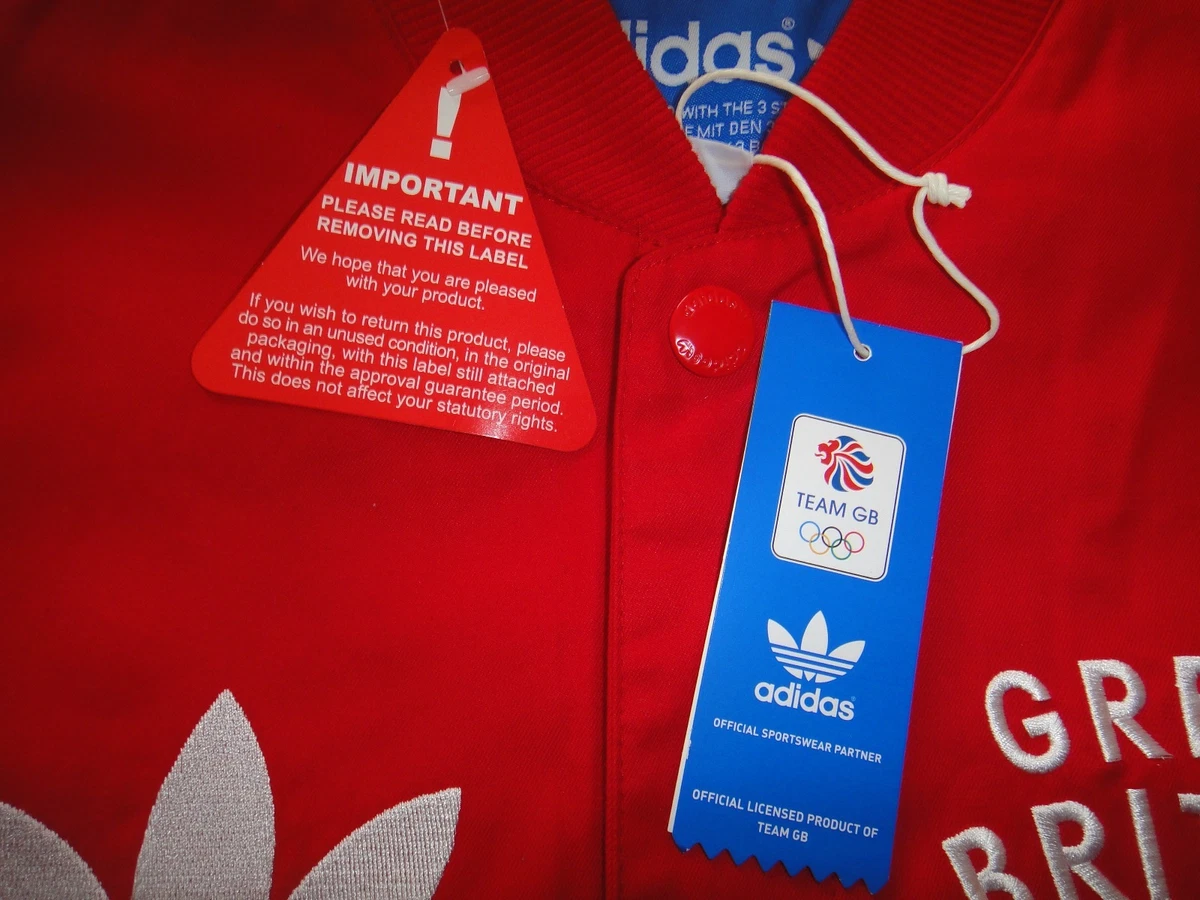 !
IMPORTANT
PLEASE READ BEFORE
REMOVING THIS LABEL
We hope that you are pleased
with your product.
If you wish to return this product, please
do so in an unused condition, in the original
packaging, with this label still attached
and within the approval guarantee period.
This does not affect your statutory rights.
didas®
WITH THE 3 ST
E MIT DEN 3
TEAM GB
adidas
OFFICIAL SPORTSWEAR PARTNER
OFFICIAL LICENSED PRODUCT OF
TEAM GB
GRE
BRIT